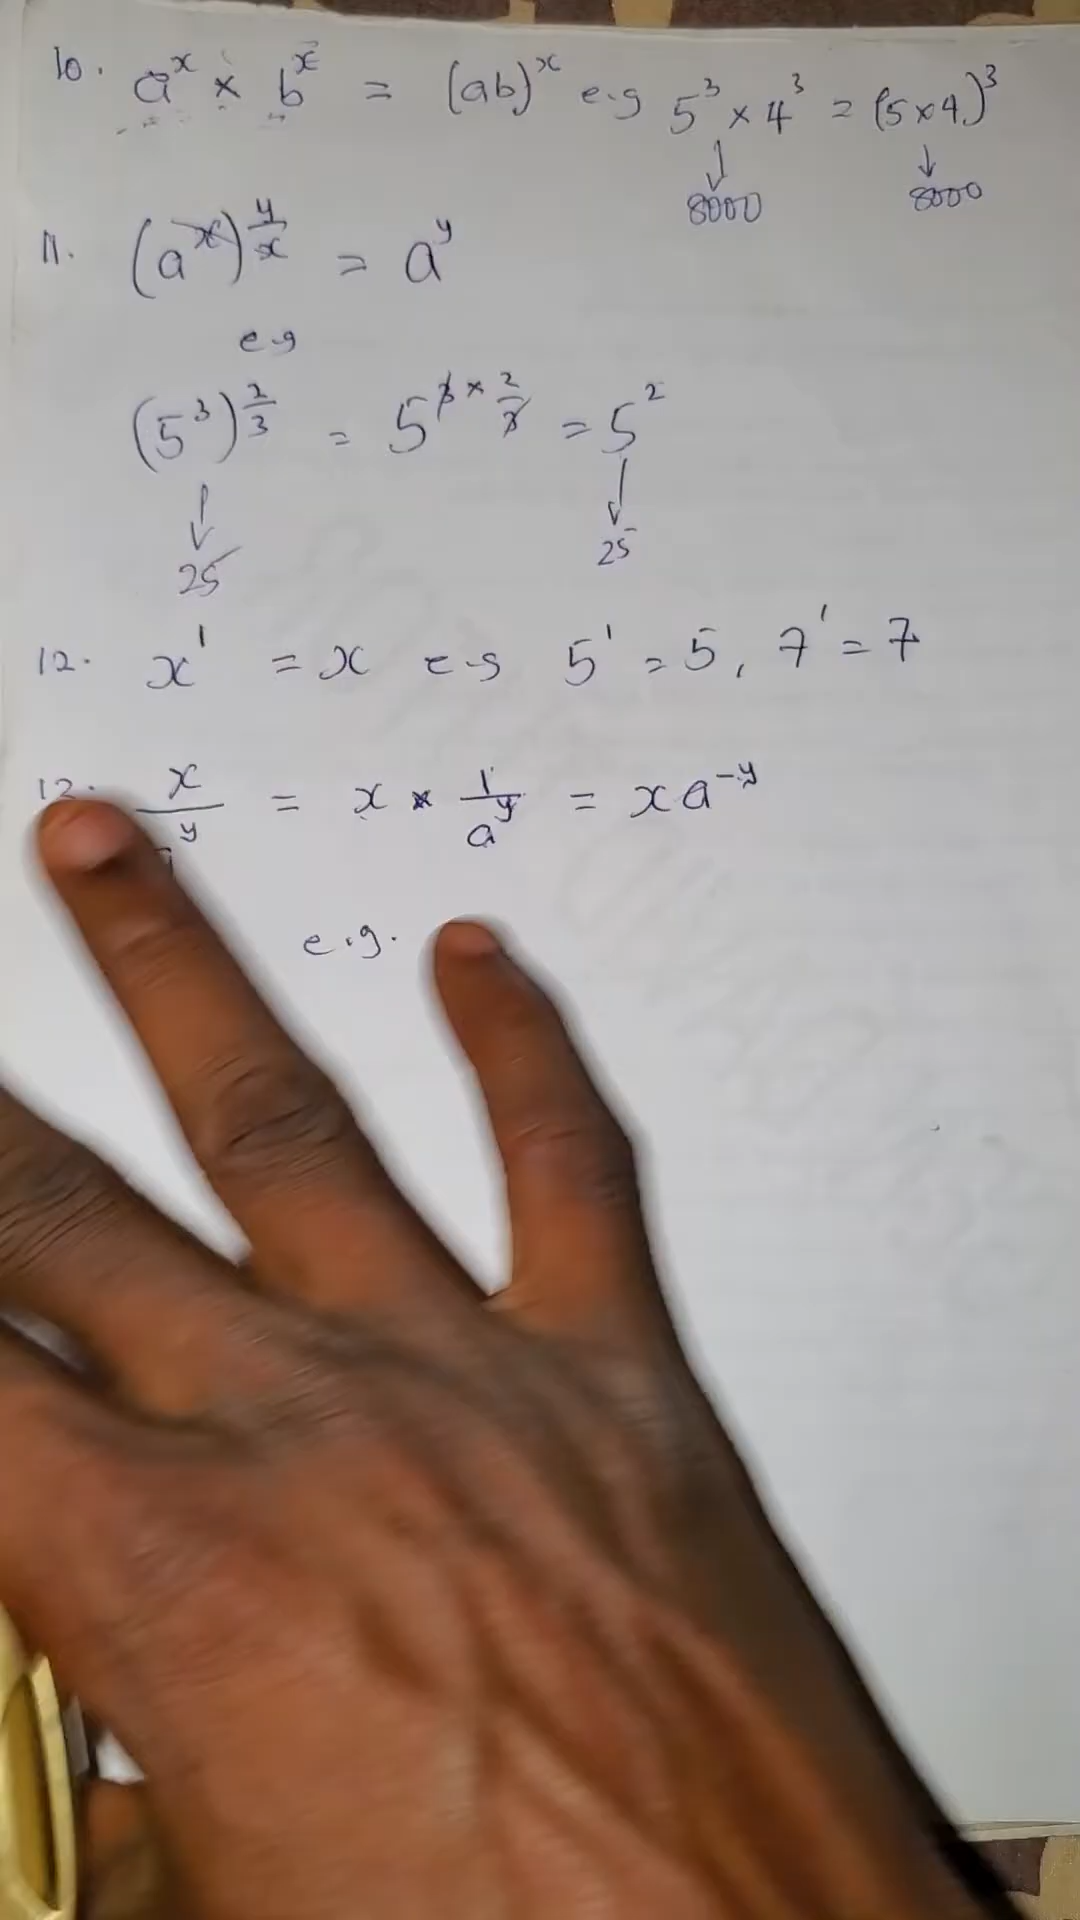 10. a^x × b^x = (ab)^x e.g 5^3 × 4^3 = (5×4)^3
8000 8000
11. (a^x)^(y/x) = a^y
e g
(5^3)^(2/3) = 5^(3 × 2/3) = 5^2
25 25
12. x^1 = x e g 5^1 = 5, 7^1 = 7
x/a^y = x × 1/a^y = x a^-y
e.g.